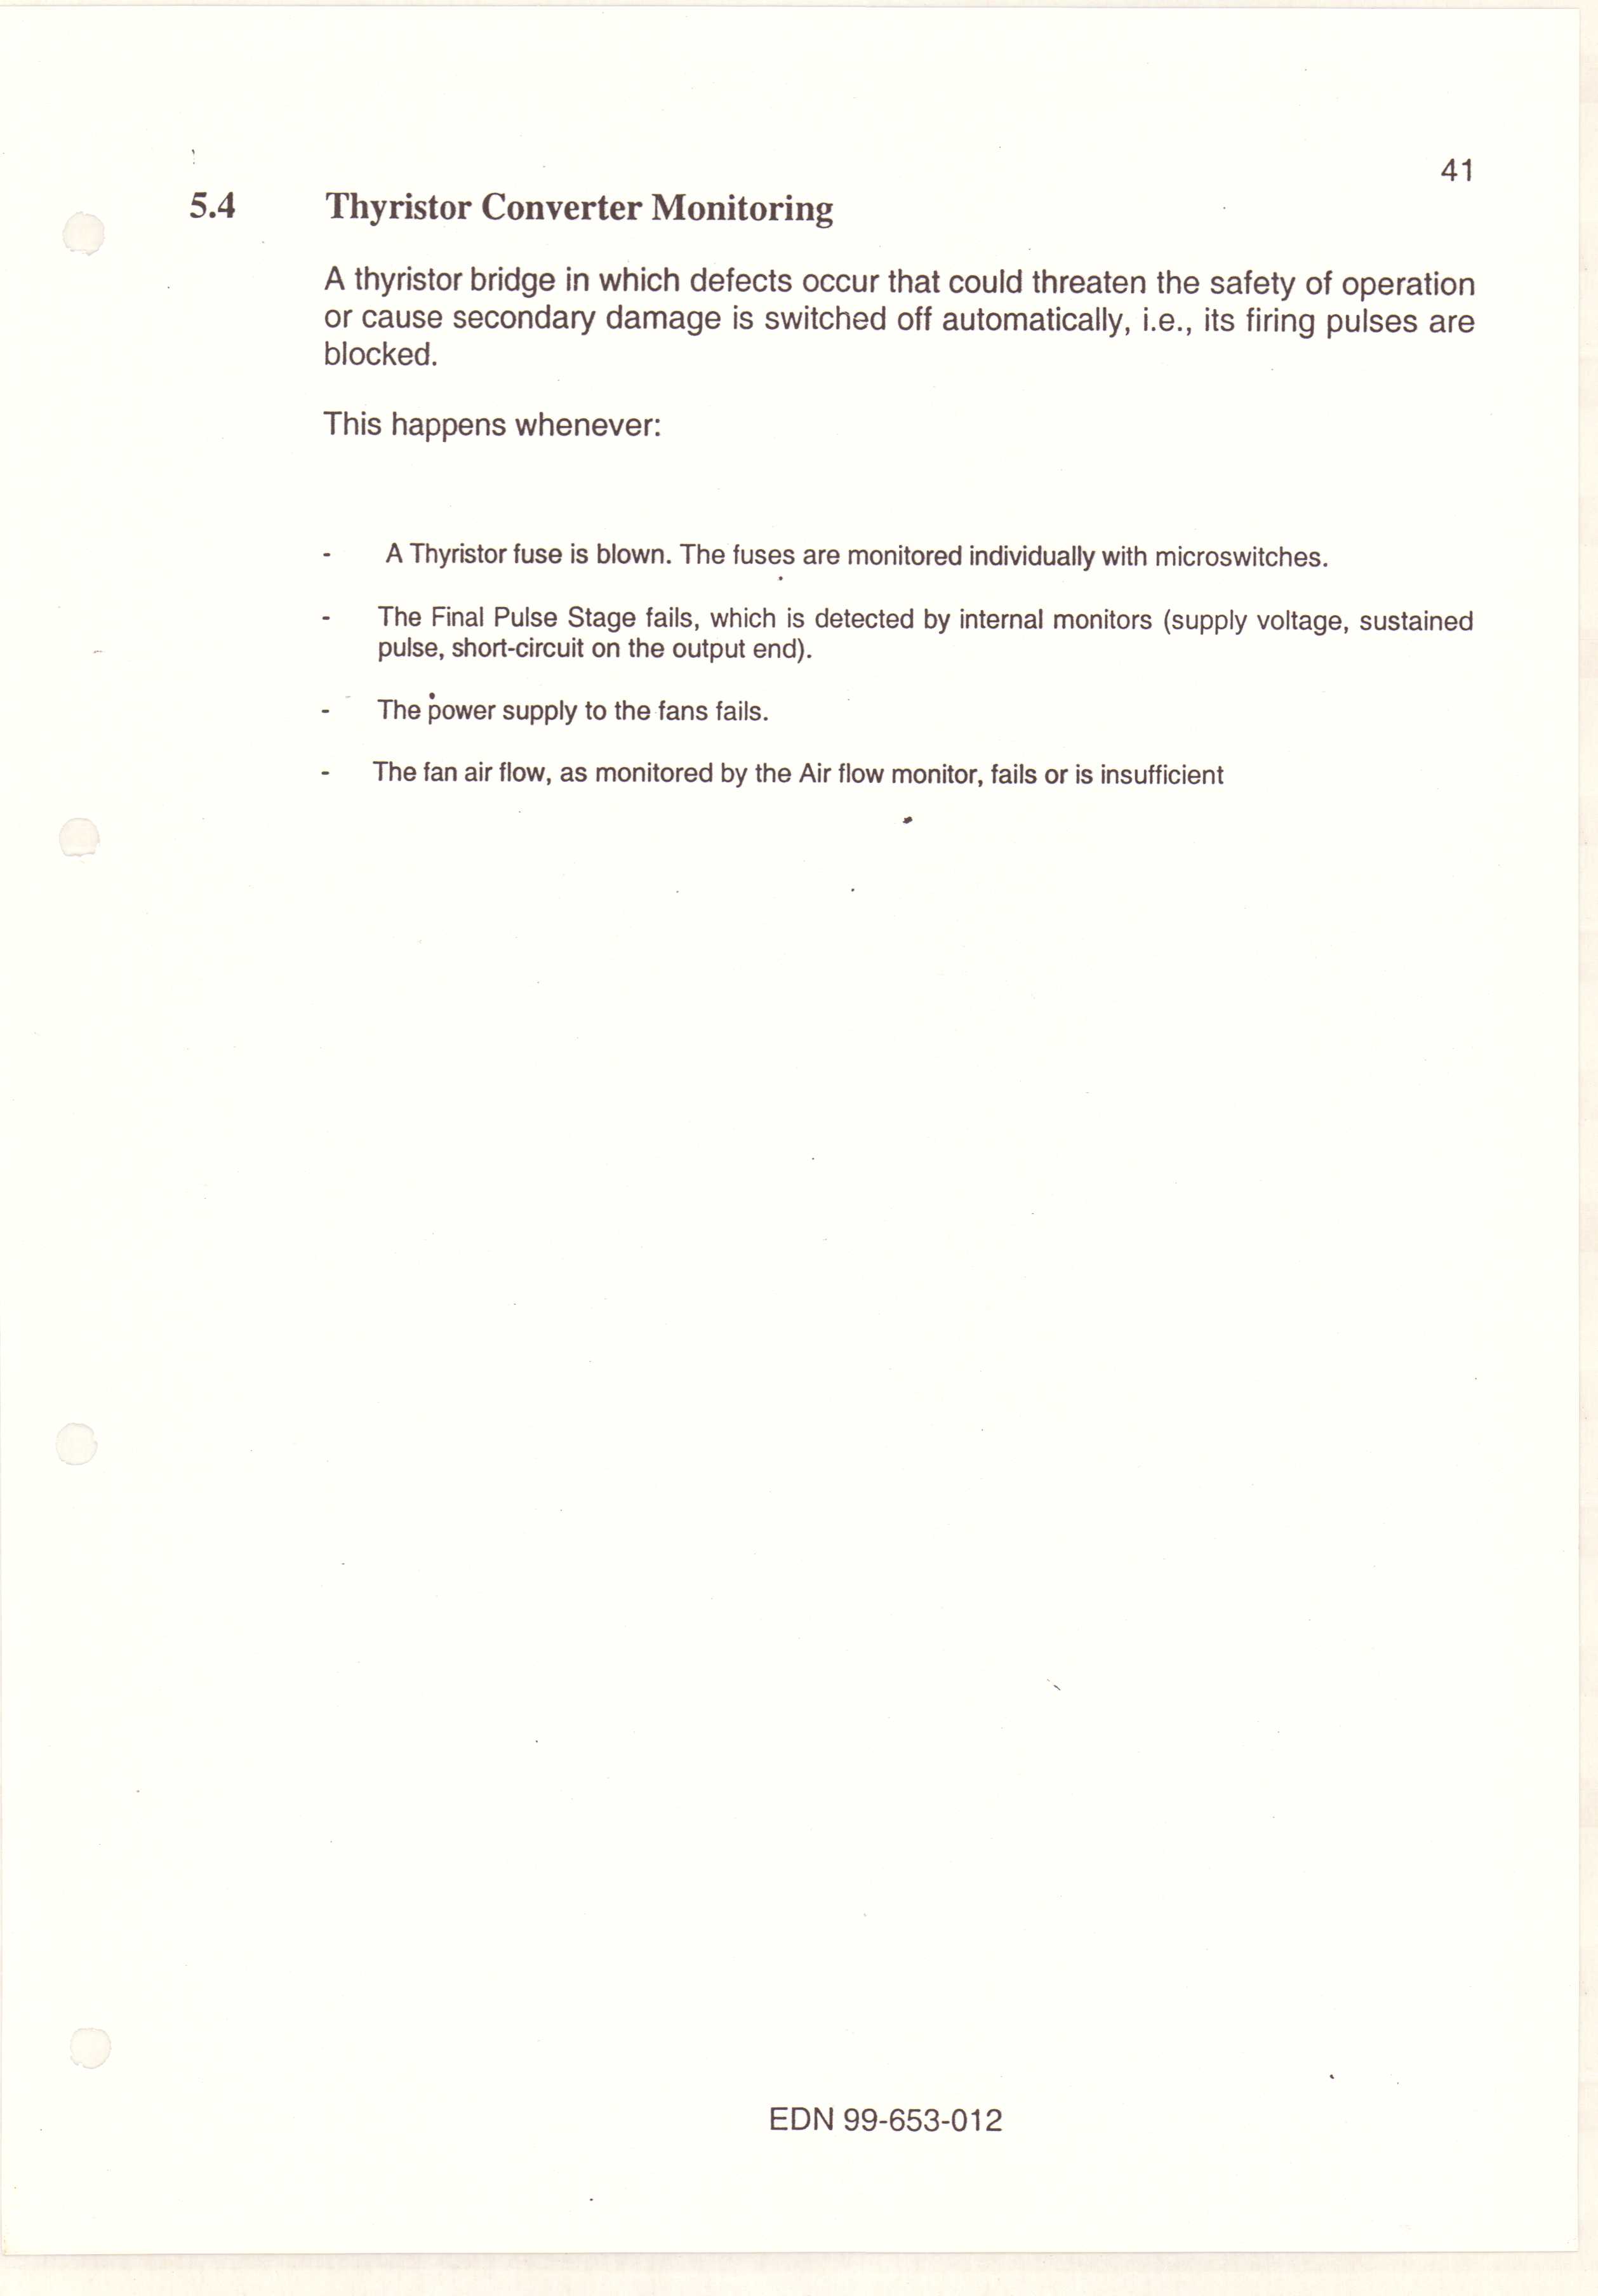 41
5.4 Thyristor Converter Monitoring
A thyristor bridge in which defects occur that could threaten the safety of operation
or cause secondary damage is switched off automatically, i.e., its firing pulses are
blocked.
This happens whenever:
- A Thyristor fuse is blown. The fuses are monitored individually with microswitches.
- The Final Pulse Stage fails, which is detected by internal monitors (supply voltage, sustained
pulse, short-circuit on the output end).
- The power supply to the fans fails.
- The fan air flow, as monitored by the Air flow monitor, fails or is insufficient
EDN 99-653-012